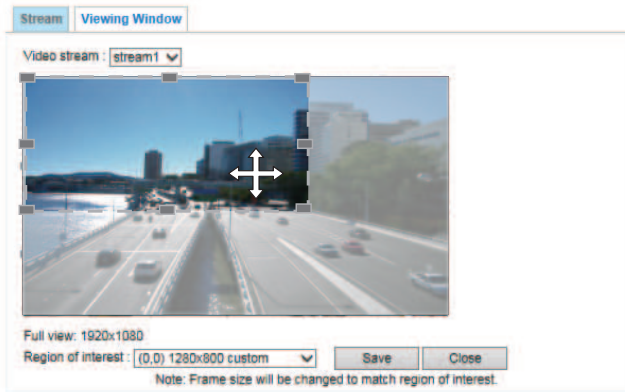 Stream Viewing Window
Video stream : stream1
Full view: 1920x1080
Region of interest : (0,0) 1280x800 custom Save Close
Note: Frame size will be changed to match region of interest.